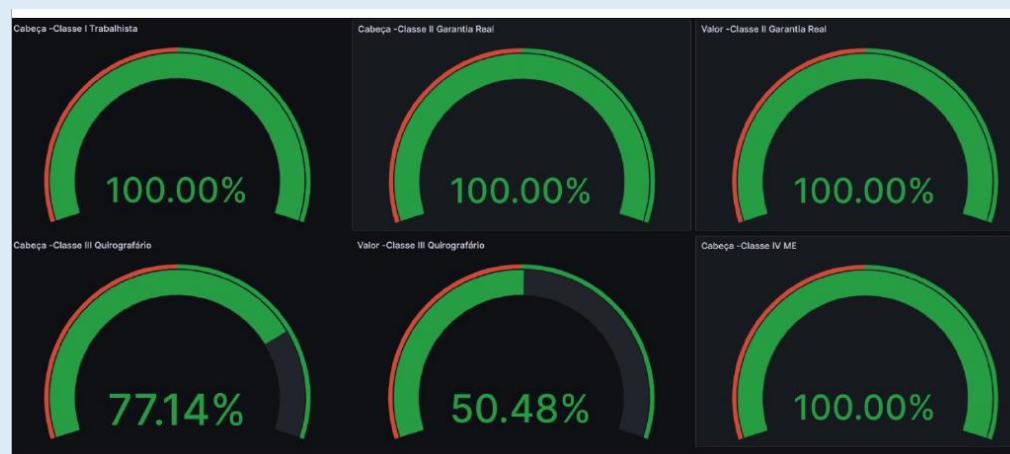 Cabeça -Classe I Trabalhista
Cabeça -Classe II Garantia Real
Valor -Classe II Garantia Real
100.00%
100.00%
100.00%
Cabeça -Classe III Quirografário
Valor -Classe III Quirografário
Cabeça -Classe IV ME
77.14%
50.48%
100.00%